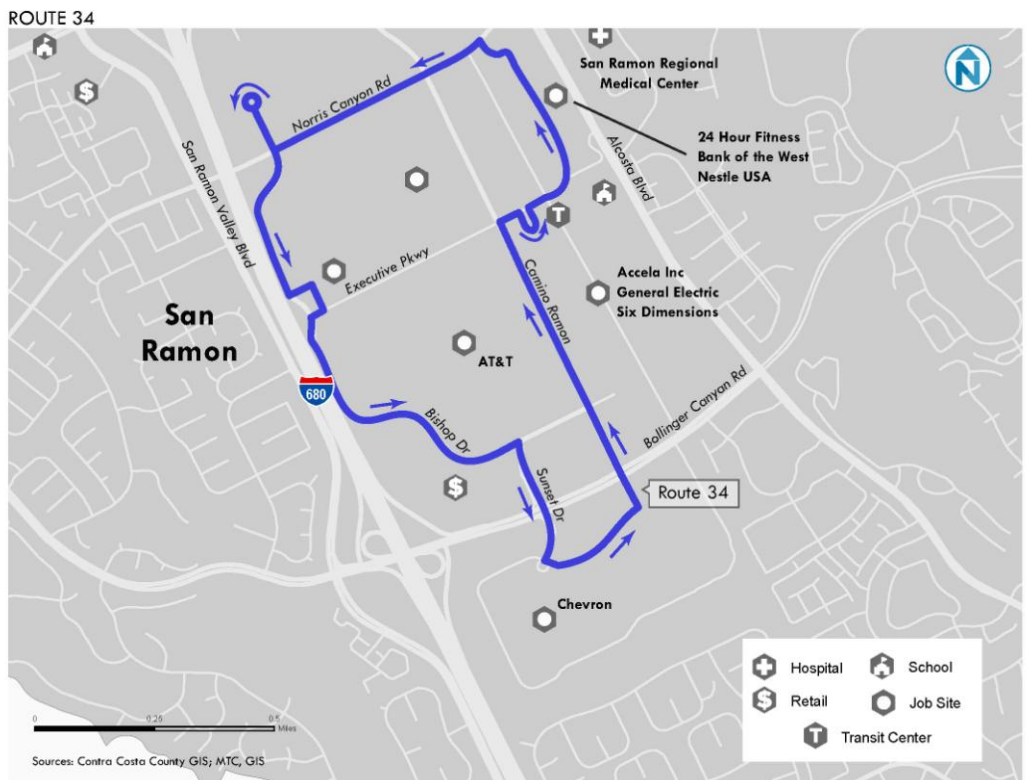 ROUTE 34
San Ramon Regional
Medical Center
N
Norris Canyon Rd
24 Hour Fitness
Bank of the West
Nestle USA
Alcosta Blvd
San Ramon Valley Blvd
T
Executive Pkwy
Camino Ramon
Accela Inc
General Electric
Six Dimensions
San
Ramon
AT&T
680
Bollinger Canyan Rd
Bishop Dr
$
$
Sunset Dr
Route 34
Chevron
Hospital
School
$
Retail
Job Site
T
Transit Center
0
0.25
0.5
Miles
Sources: Contra Costa County GIS; MTC, GIS